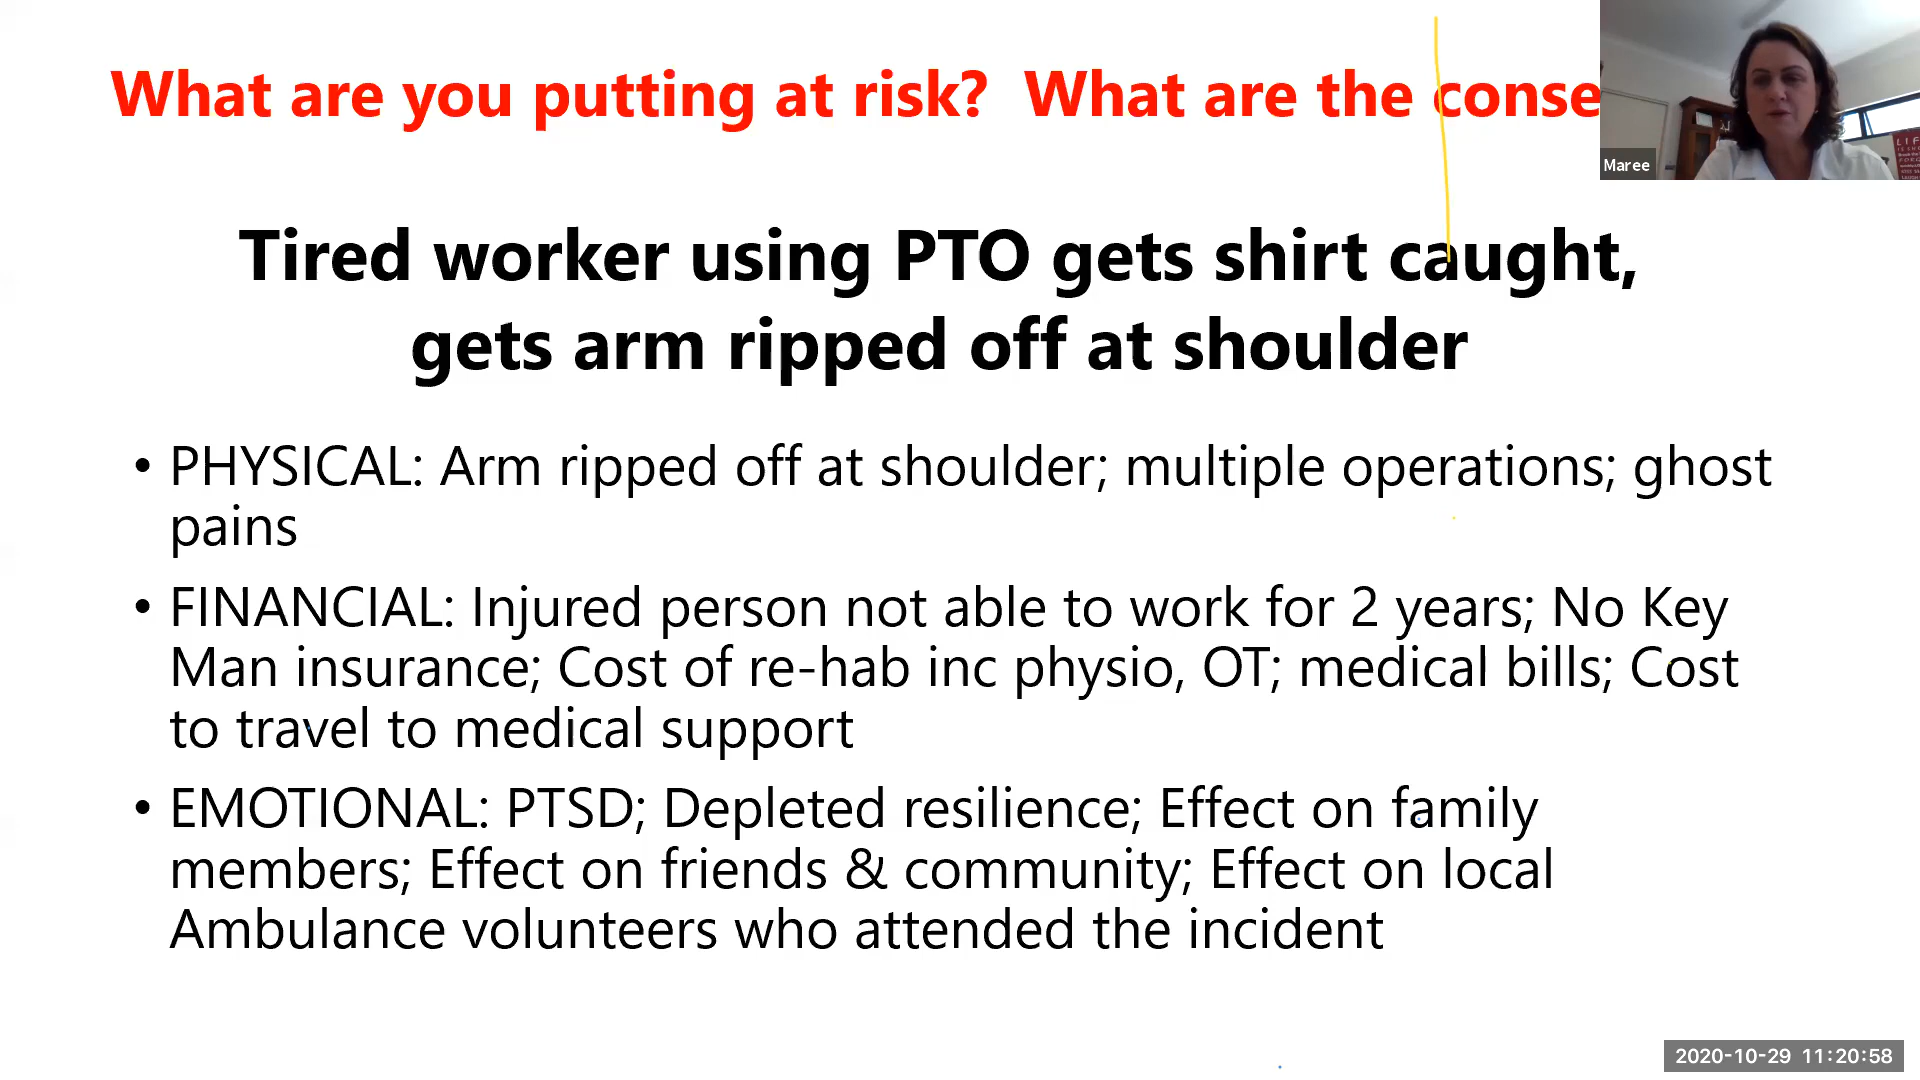 What are you putting at risk?  What are the conse
Maree
Tired worker using PTO gets shirt caught,
gets arm ripped off at shoulder
• PHYSICAL: Arm ripped off at shoulder; multiple operations; ghost
pains
• FINANCIAL: Injured person not able to work for 2 years; No Key
Man insurance; Cost of re-hab inc physio, OT; medical bills; Cost
to travel to medical support
• EMOTIONAL: PTSD; Depleted resilience; Effect on family
members; Effect on friends & community; Effect on local
Ambulance volunteers who attended the incident
2020-10-29 11:20:58